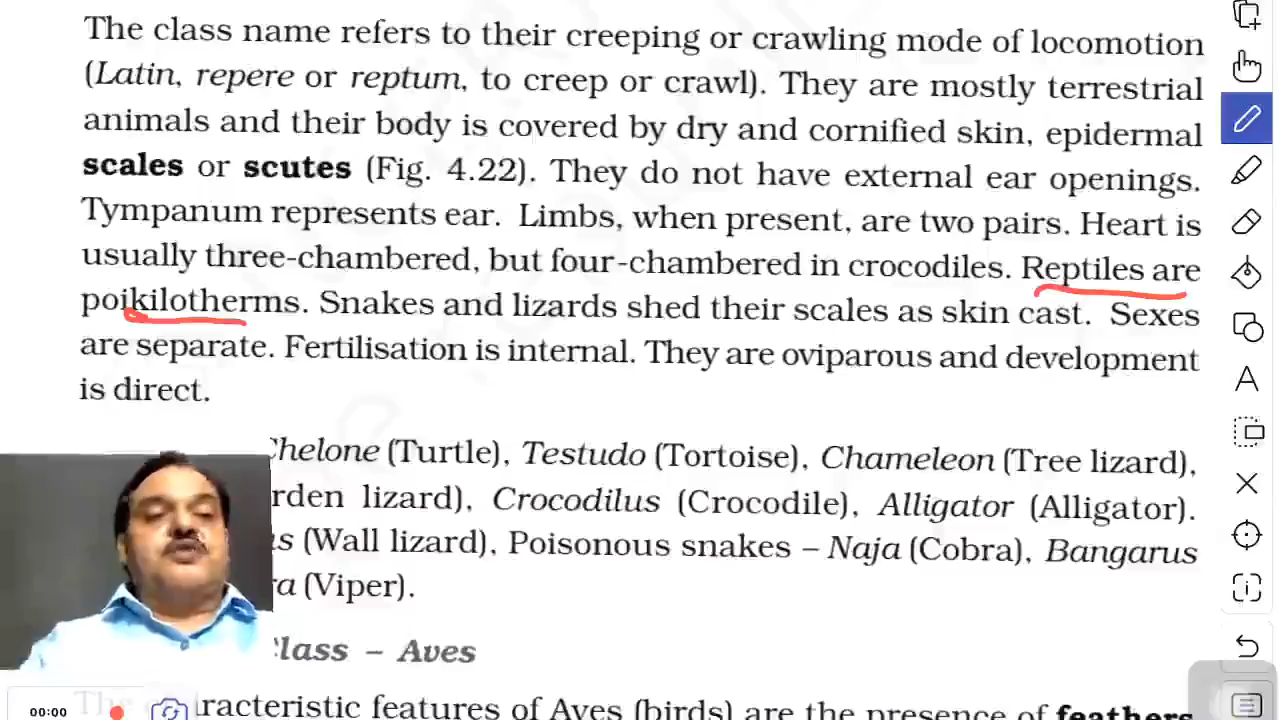 The class name refers to their creeping or crawling mode of locomotion
(Latin, repere or reptum, to creep or crawl). They are mostly terrestrial
animals and their body is covered by dry and cornified skin, epidermal
scales or scutes (Fig. 4.22). They do not have external ear openings.
Tympanum represents ear. Limbs, when present, are two pairs. Heart is
usually three-chambered, but four-chambered in crocodiles. Reptiles are
poikilotherms. Snakes and lizards shed their scales as skin cast. Sexes
are separate. Fertilisation is internal. They are oviparous and development
is direct.
Chelone (Turtle), Testudo (Tortoise), Chameleon (Tree lizard),
rden lizard), Crocodilus (Crocodile), Alligator (Alligator).
us (Wall lizard), Poisonous snakes – Naja (Cobra), Bangarus
ra (Viper).
Class – Aves
The racteristic features of Aves (birds) are the presence of feathers
A
00:00